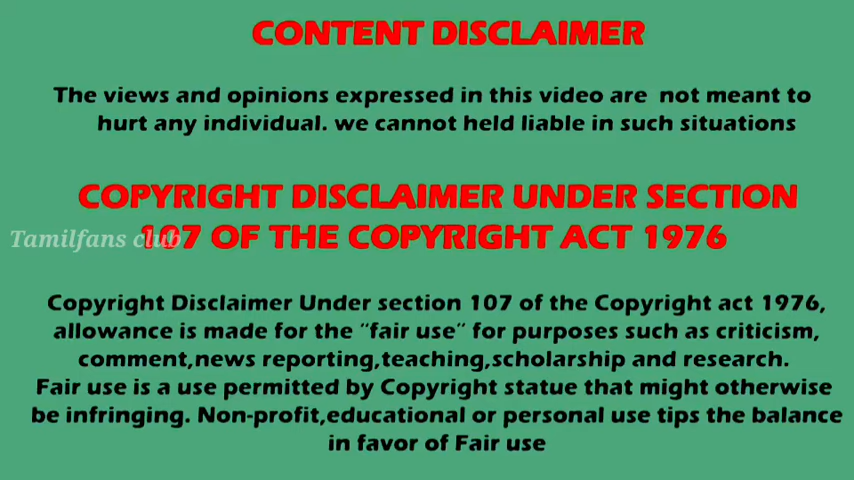 CONTENT DISCLAIMER
The views and opinions expressed in this video are not meant to
hurt any individual. we cannot held liable in such situations
COPYRIGHT DISCLAIMER UNDER SECTION
107 OF THE COPYRIGHT ACT 1976
Tamilfans club
Copyright Disclaimer Under section 107 of the Copyright act 1976,
allowance is made for the "fair use" for purposes such as criticism,
comment,news reporting,teaching,scholarship and research.
Fair use is a use permitted by Copyright statue that might otherwise
be infringing. Non-profit,educational or personal use tips the balance
in favor of Fair use